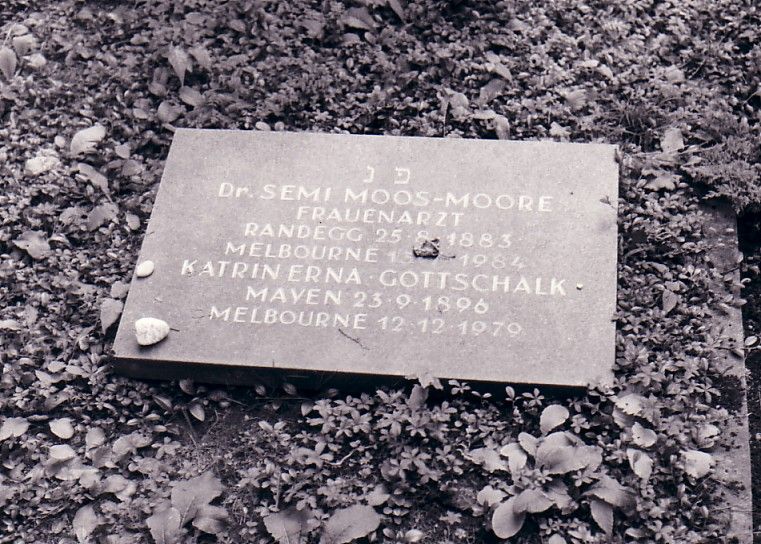 פ נ
Dr. SEMI MOOS-MOORE
FRAUENARZT
RANDEGG 25·8·1883
MELBOURNE 1984
KATRIN ERNA·GOTTSCHALK·
MAYEN 23·9·1896
MELBOURNE 12·12·1979